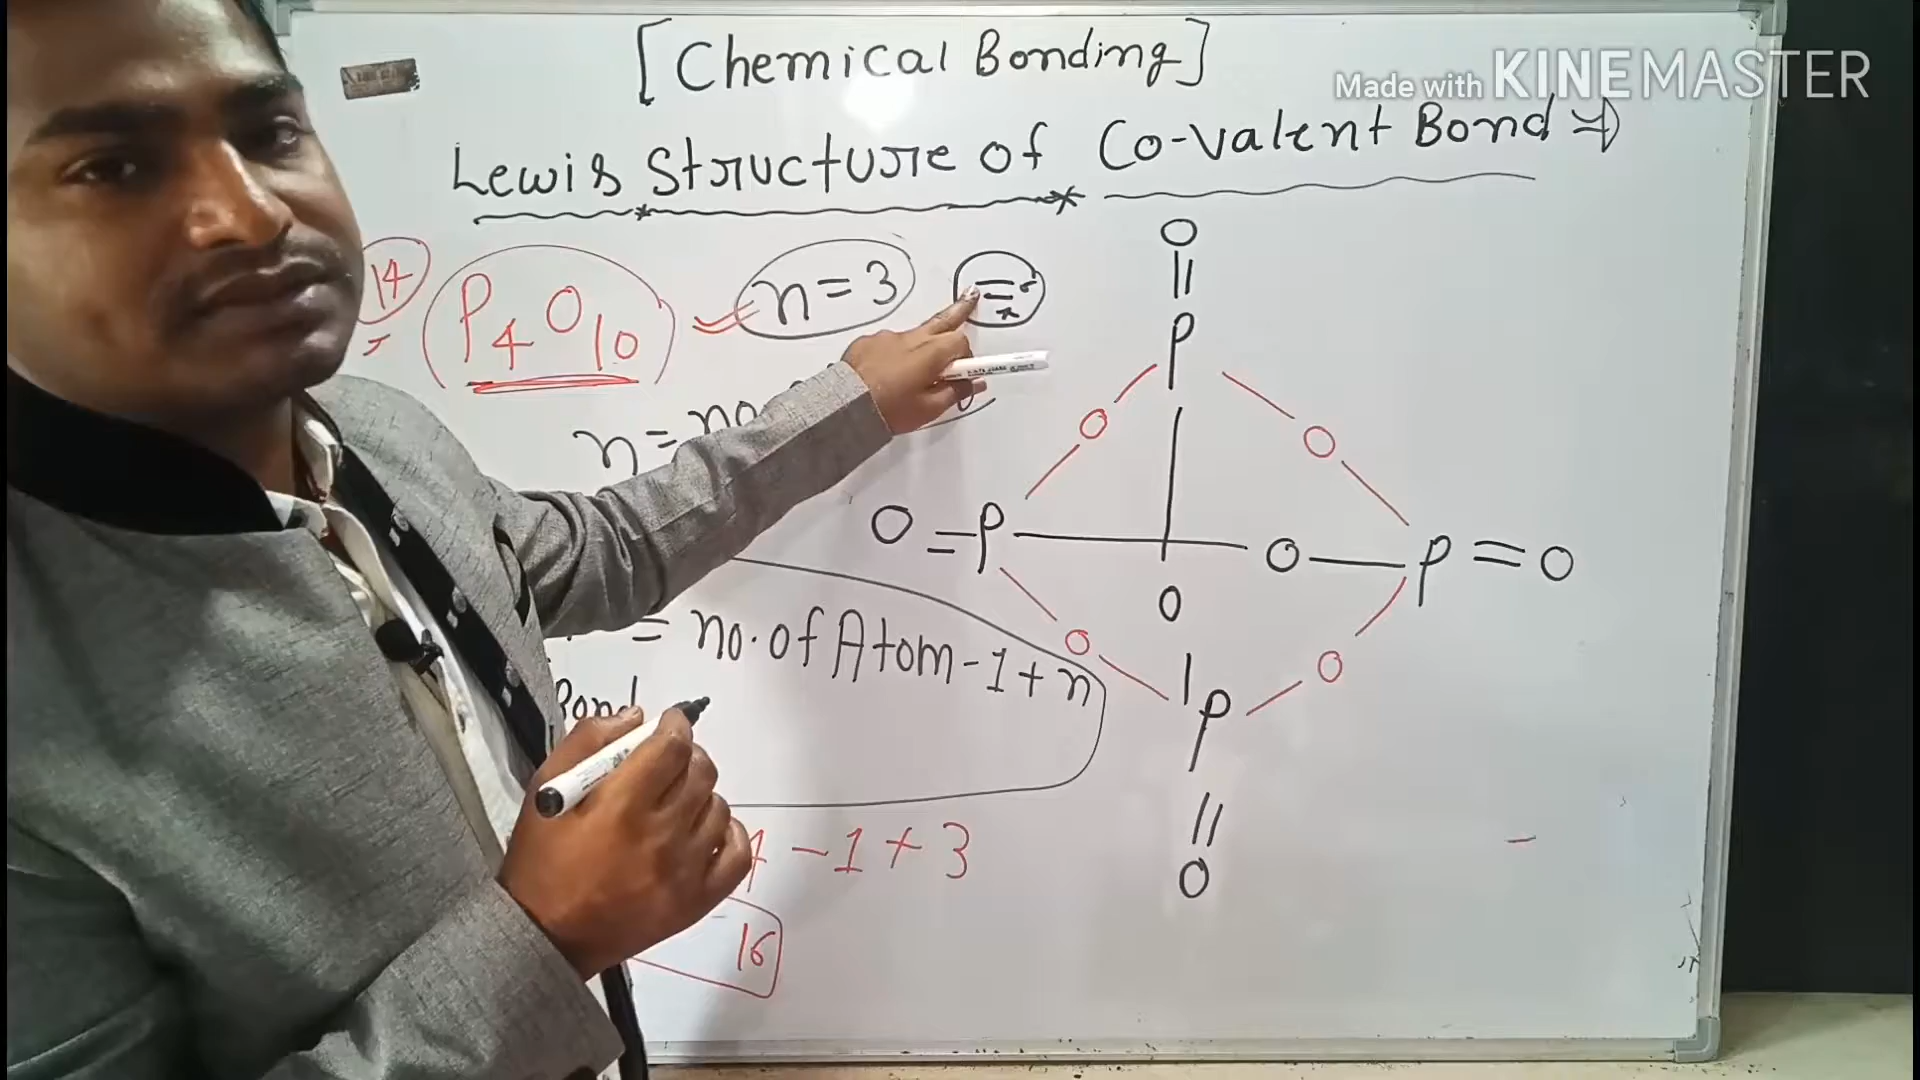 [Chemical Bonding]
Made with KINEMASTER
Lewis Structure of Co-valent Bond ⇒
14 P4O10 n=3 =
n= no.
= no. of Atom - 1 + n
Bond
4 - 1 + 3
16
O
||
P
O O
O = P O P = O
O
O O
P
||
O